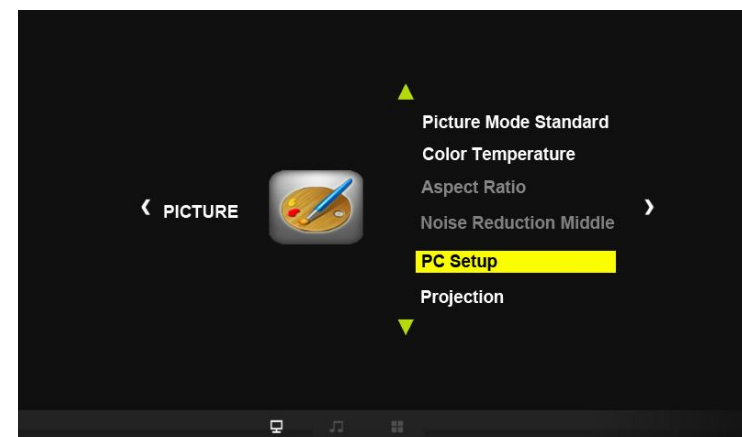 PICTURE
Picture Mode Standard
Color Temperature
Aspect Ratio
Noise Reduction Middle
PC Setup
Projection